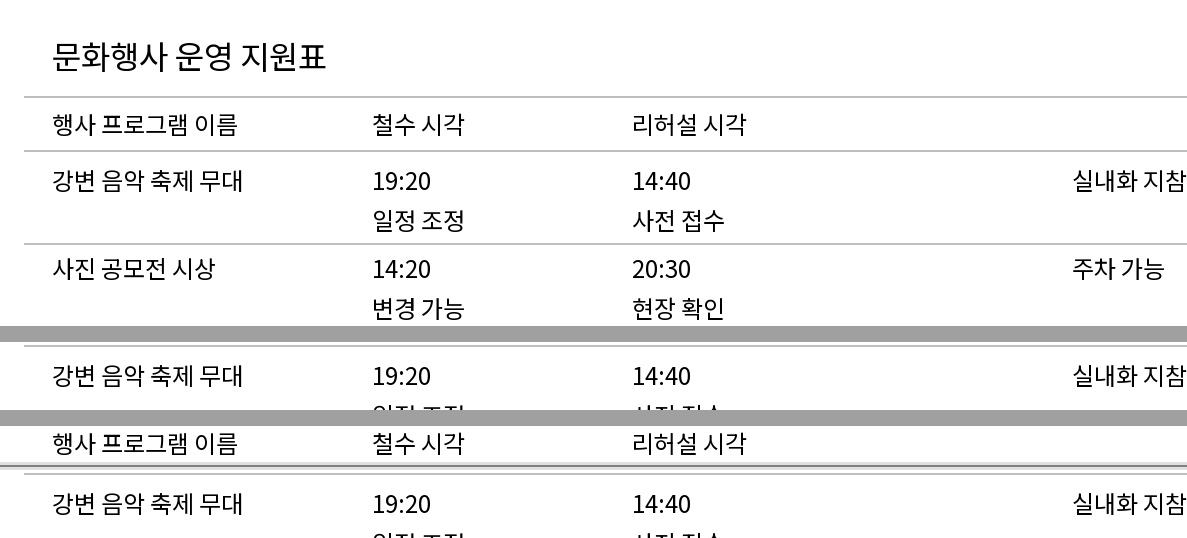 문화행사 운영 지원표
행사 프로그램 이름 철수 시각 리허설 시각
강변 음악 축제 무대 19:20 14:40 실내화 지참
일정 조정 사전 접수
사진 공모전 시상 14:20 20:30 주차 가능
변경 가능 현장 확인
강변 음악 축제 무대 19:20 14:40 실내화 지참
행사 프로그램 이름 철수 시각 리허설 시각
강변 음악 축제 무대 19:20 14:40 실내화 지참